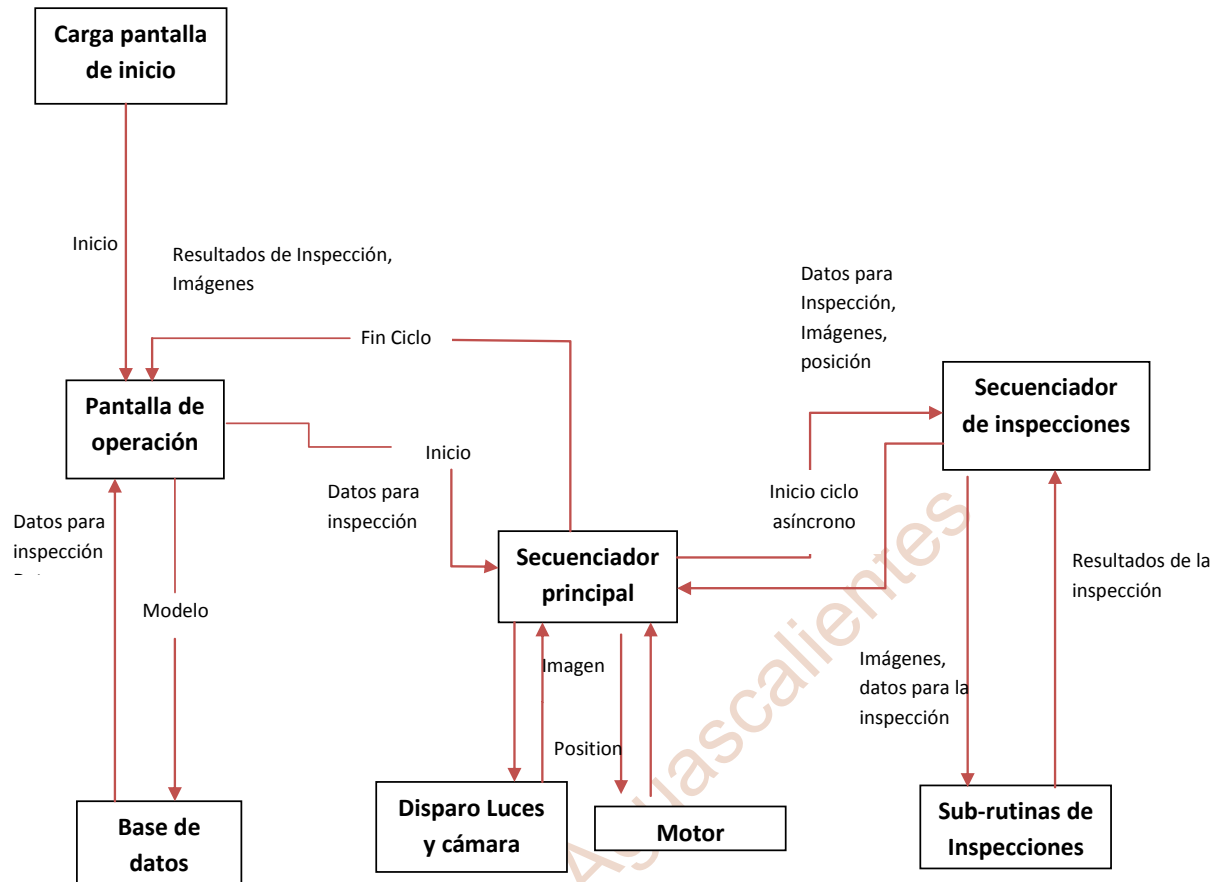 Carga pantalla
de inicio
Inicio
Resultados de Inspección,
Imágenes
Fin Ciclo
Datos para
Inspección,
Imágenes,
posición
Secuenciador
de inspecciones
Pantalla de
operación
Inicio
Datos para
inspección
Inicio ciclo
asíncrono
Datos para
inspección
Secuenciador
principal
Resultados de la
inspección
Modelo
Imagen
Imágenes,
datos para la
inspección
Position
Base de
datos
Disparo Luces
y cámara
Motor
Sub-rutinas de
Inspecciones
Aguascalientes